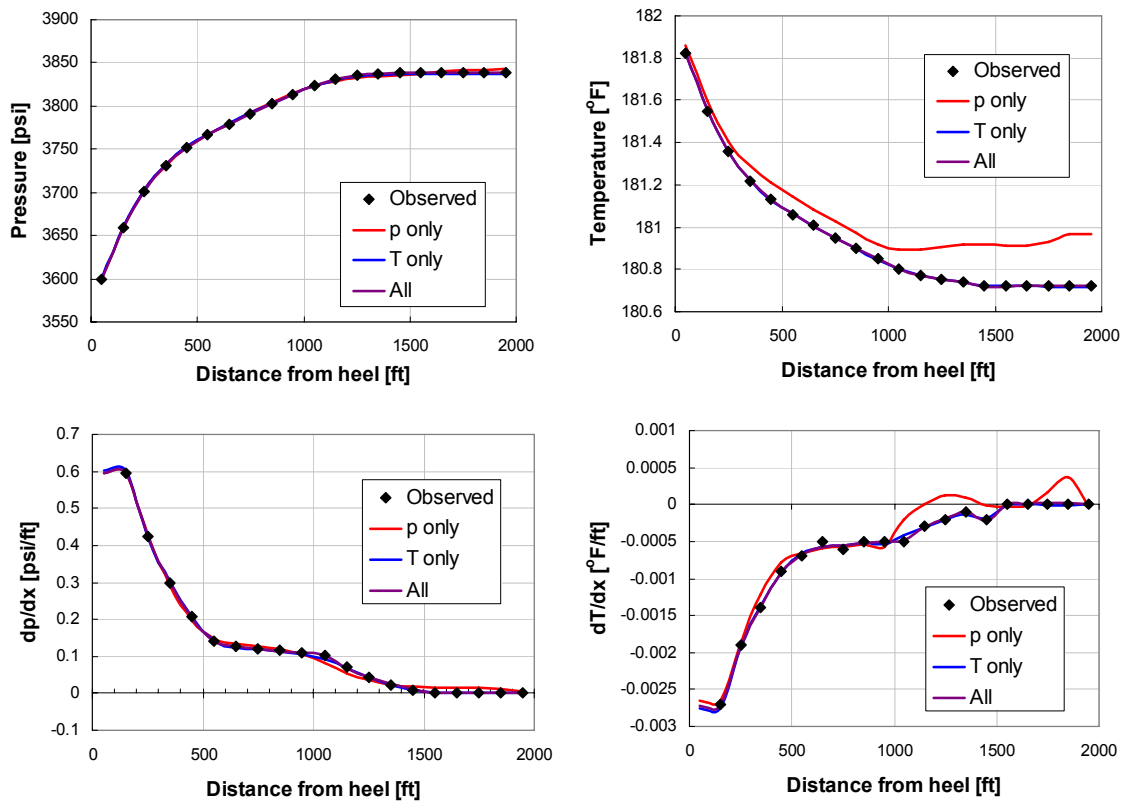 3900
3850
3800
3750
3700
3650
3600
3550
Pressure [psi]
Observed
p only
T only
All
0
500
1000
1500
2000
Distance from heel [ft]
182
181.8
181.6
181.4
181.2
181
180.8
180.6
Temperature [°F]
Observed
p only
T only
All
0
500
1000
1500
2000
Distance from heel [ft]
0.7
0.6
0.5
0.4
0.3
0.2
0.1
0
-0.1
dp/dx [psi/ft]
Observed
p only
T only
All
0
500
1000
1500
2000
Distance from heel [ft]
0.001
0.0005
0
-0.0005
-0.001
-0.0015
-0.002
-0.0025
-0.003
dT/dx [°F/ft]
Observed
p only
T only
All
0
500
1000
1500
2000
Distance from heel [ft]